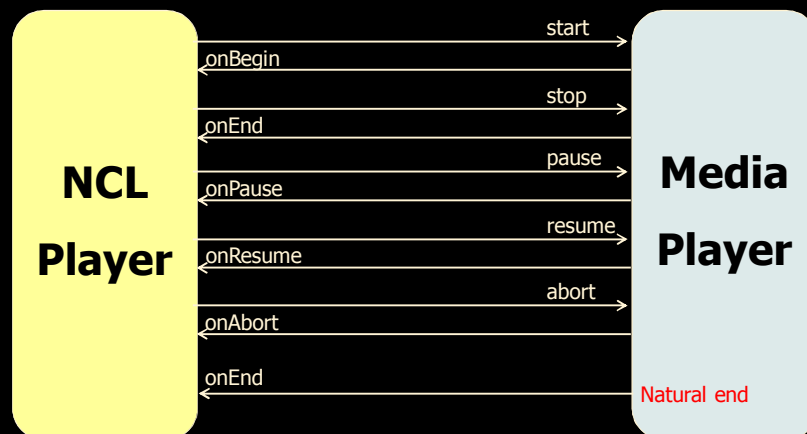 start
onBegin
stop
onEnd
pause
onPause
resume
onResume
abort
onAbort
onEnd
Natural end
NCL
Player
Media
Player